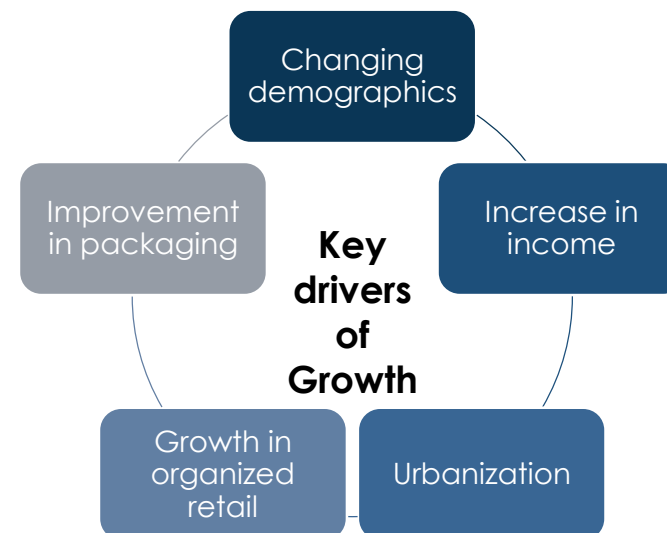 Changing
demographics
Increase in
income
Urbanization
Growth in
organized
retail
Improvement
in packaging
Key
drivers
of
Growth